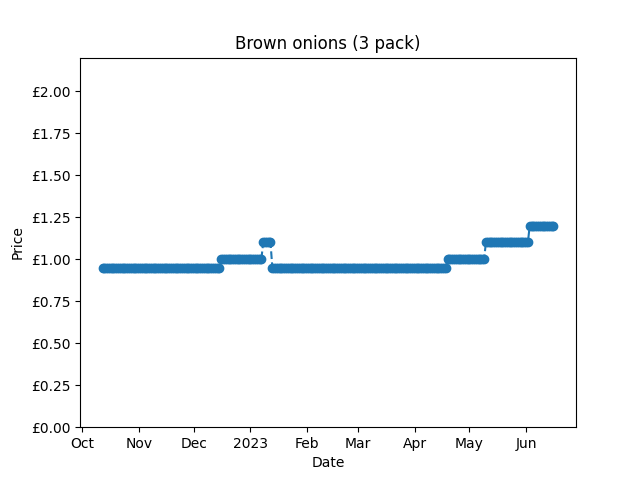 Brown onions (3 pack)
£2.00
£1.75
£1.50
£1.25
£1.00
£0.75
£0.50
£0.25
£0.00
Price
Oct Nov Dec 2023 Feb Mar Apr May Jun
Date